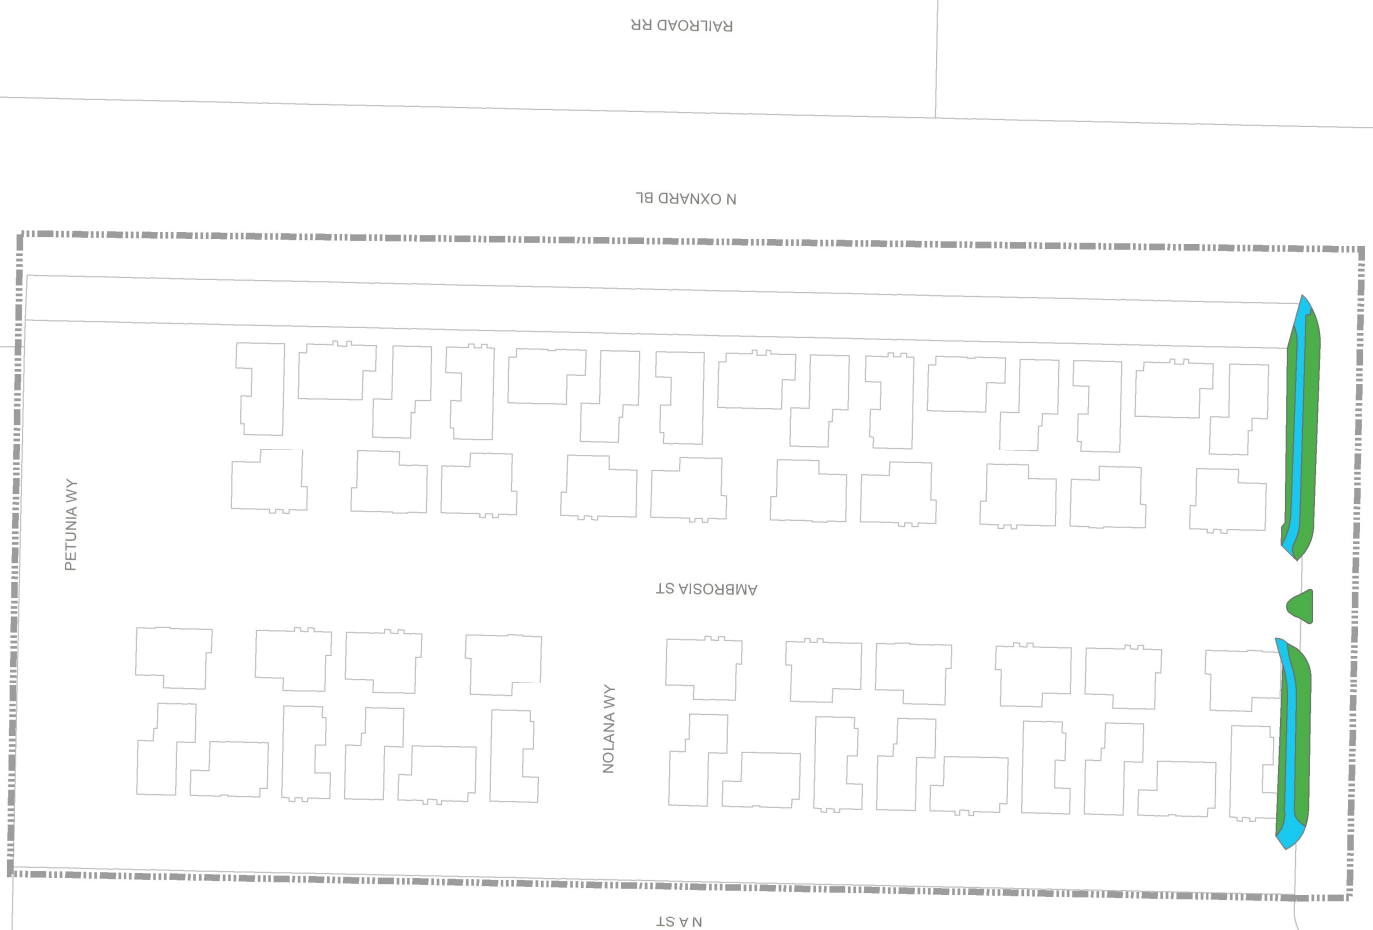 RAILROAD RR
N OXNARD BL
PETUNIA WY
AMBROSIA ST
NOLANA WY
N A ST